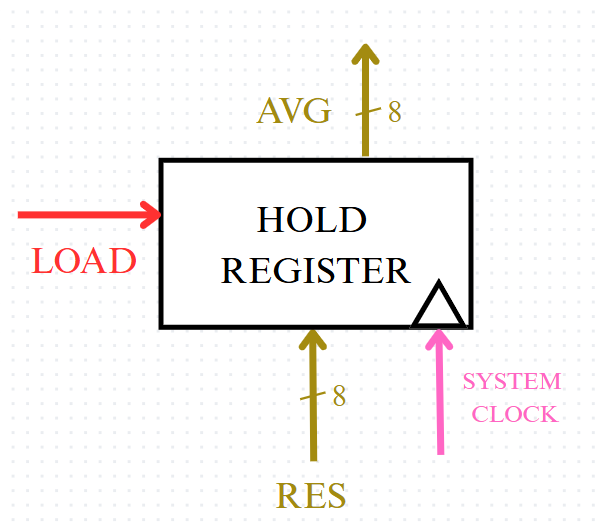 AVG
8
HOLD
REGISTER
LOAD
8
SYSTEM
CLOCK
RES